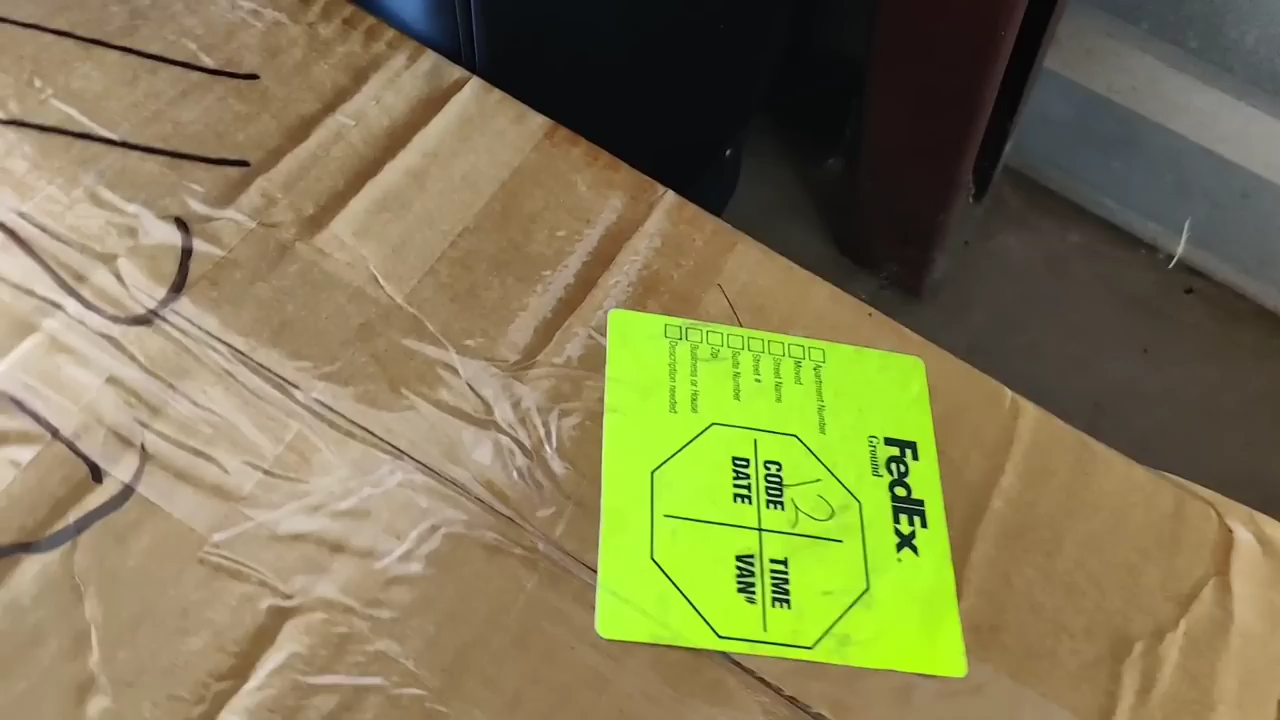 FedEx.
Ground
Apartment Number
Moved
Street Name
Street #
Suite Number
Zip
Business or House
Description needed
12
CODE
TIME
DATE
VAN#